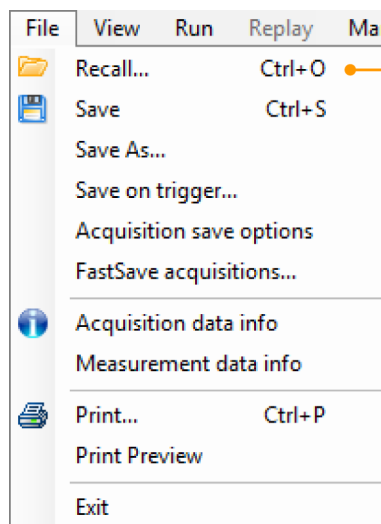 File View Run Replay Ma
Recall... Ctrl+O
Save Ctrl+S
Save As...
Save on trigger...
Acquisition save options
FastSave acquisitions...
Acquisition data info
Measurement data info
Print... Ctrl+P
Print Preview
Exit